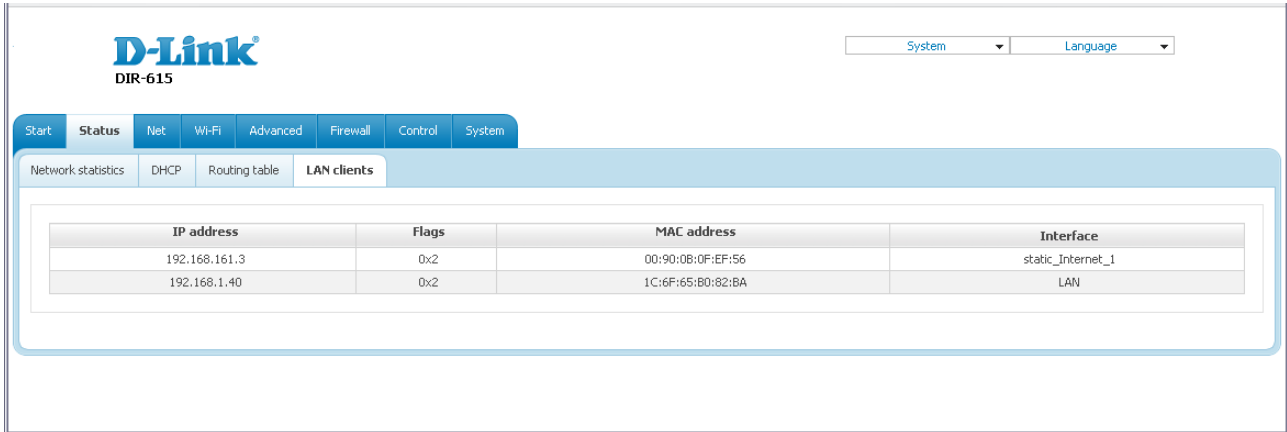 D-Link®
DIR-615
System Language
Start Status Net Wi-Fi Advanced Firewall Control System
Network statistics DHCP Routing table LAN clients
IP address Flags MAC address Interface
192.168.161.3 0x2 00:90:0B:0F:EF:56 static_Internet_1
192.168.1.40 0x2 1C:6F:65:B0:82:BA LAN